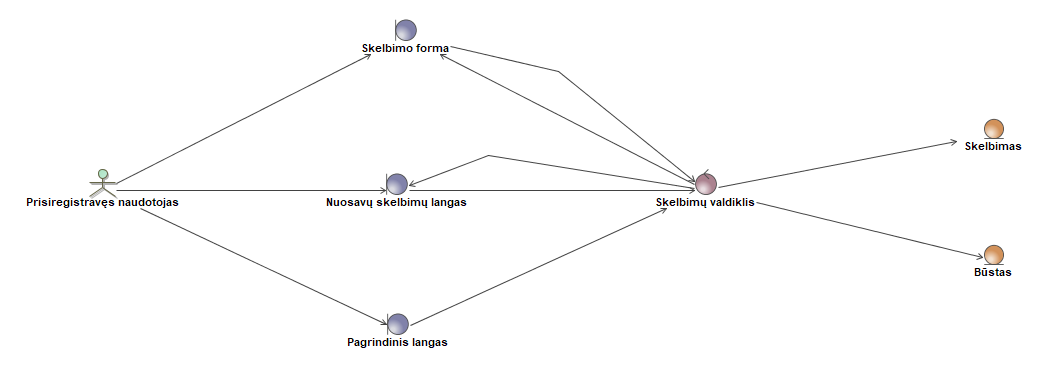 Skelbimo forma
Skelbimas
Prisiregistravęs naudotojas
Nuosavų skelbimų langas
Skelbimų valdiklis
Būstas
Pagrindinis langas